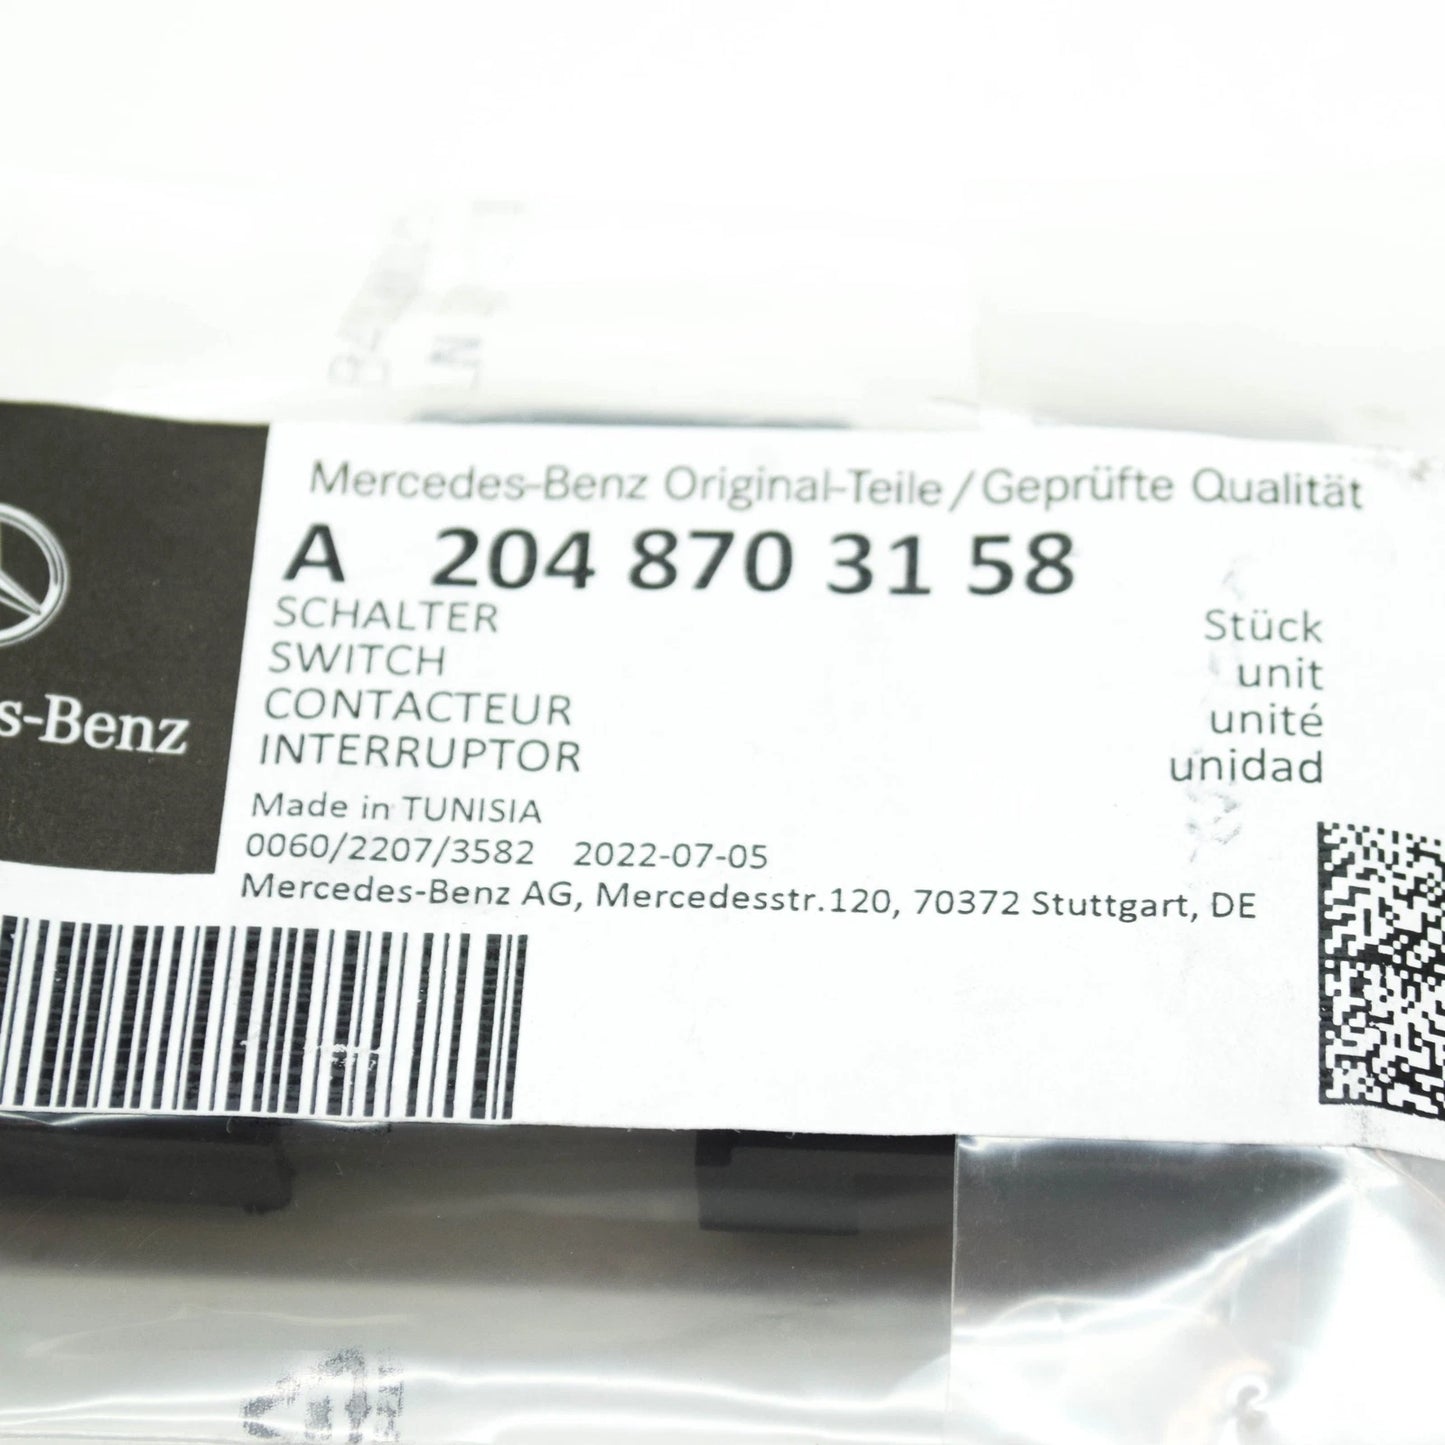 Mercedes-Benz Original-Teile/Geprüfte Qualität
A 204 870 31 58
SCHALTER
SWITCH
CONTACTEUR
INTERRUPTOR
Stück
unit
unité
unidad
s-Benz
Made in TUNISIA
0060/2207/3582 2022-07-05
Mercedes-Benz AG, Mercedesstr.120, 70372 Stuttgart, DE